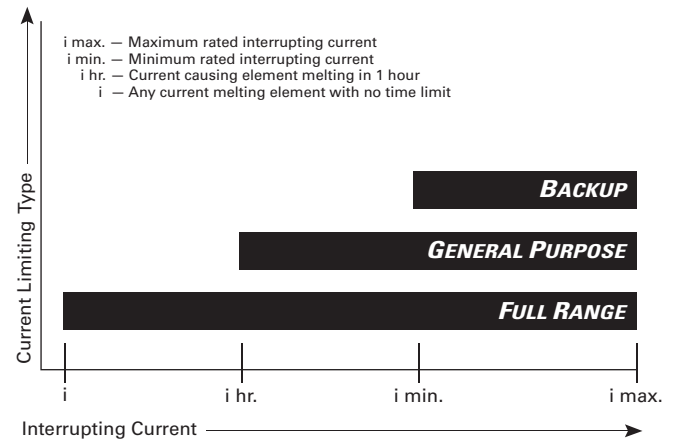 i max. — Maximum rated interrupting current
i min. — Minimum rated interrupting current
i hr. — Current causing element melting in 1 hour
i — Any current melting element with no time limit
Current Limiting Type
BACKUP
GENERAL PURPOSE
FULL RANGE
i i hr. i min. i max.
Interrupting Current